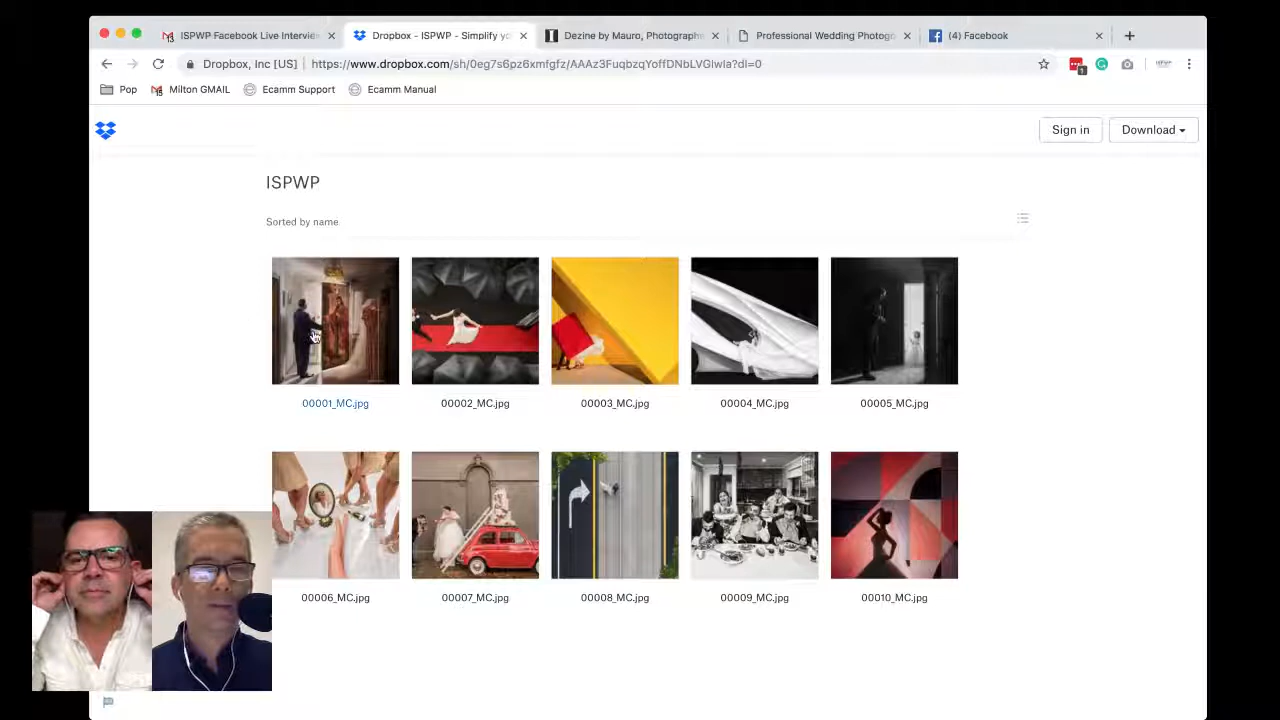 ISPWP Facebook Live Intervie
Dropbox - ISPWP - Simplify yo
Dezine by Mauro, Photograph
Professional Wedding Photog
(4) Facebook
Dropbox, Inc [US]
https://www.dropbox.com/sh/0eg7s6pz6xmfgfz/AAAz3FuqbzqYoffDNbLVGlwla?dl=0
1
Pop
13
Milton GMAIL
Ecamm Support
Ecamm Manual
Sign in
Download
ISPWP
Sorted by name
00001_MC.jpg
00002_MC.jpg
00003_MC.jpg
00004_MC.jpg
00005_MC.jpg
00006_MC.jpg
00007_MC.jpg
00008_MC.jpg
00009_MC.jpg
00010_MC.jpg